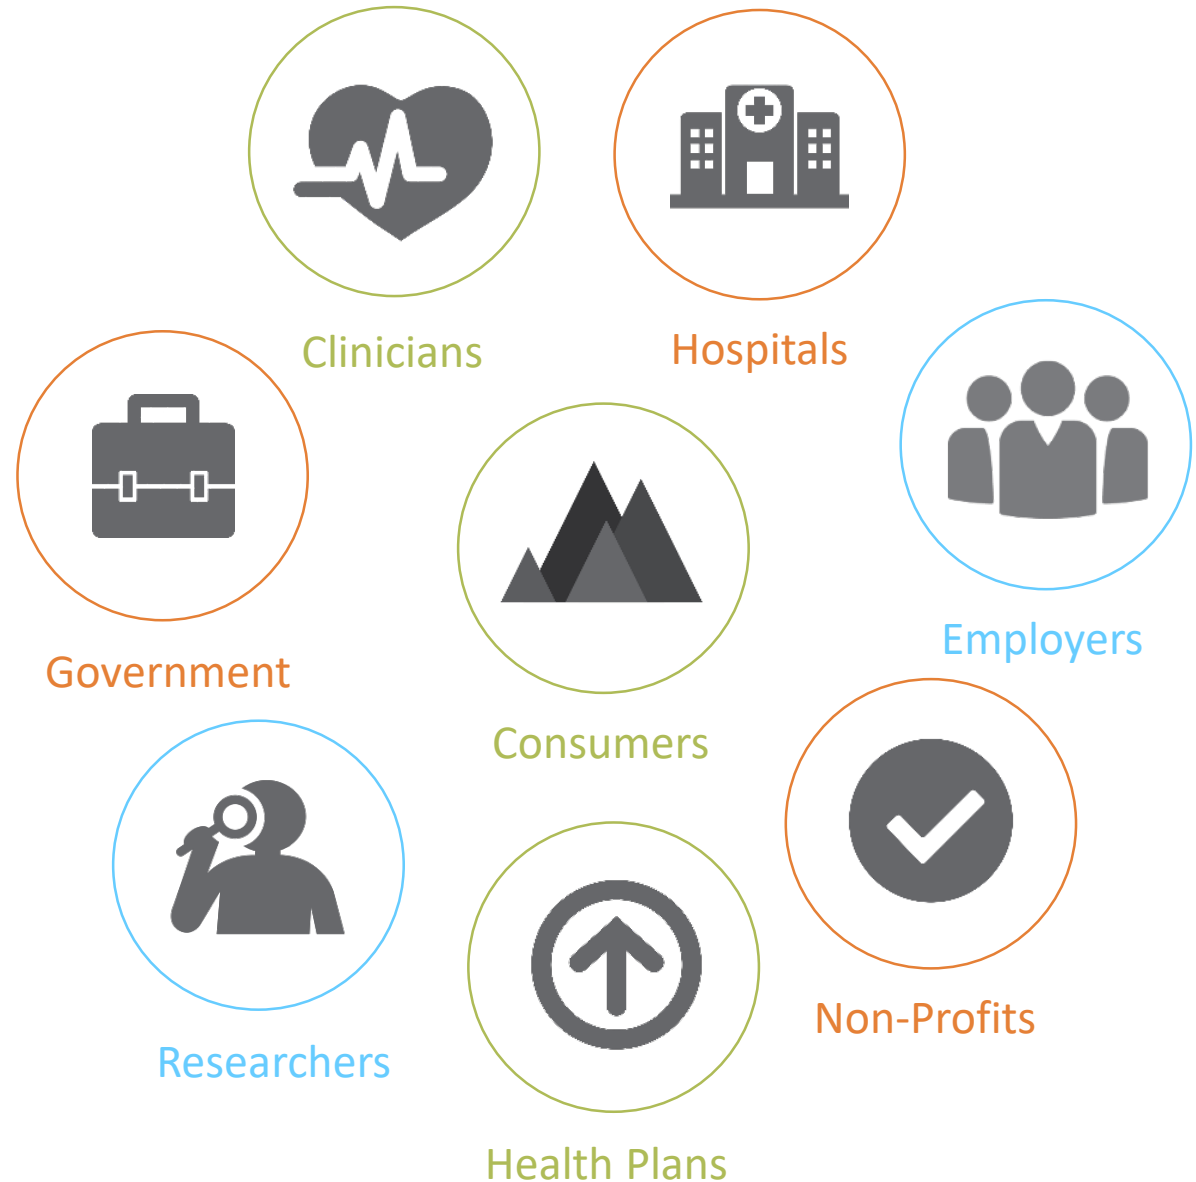 Clinicians
Hospitals
Government
Employers
Consumers
Researchers
Non-Profits
Health Plans